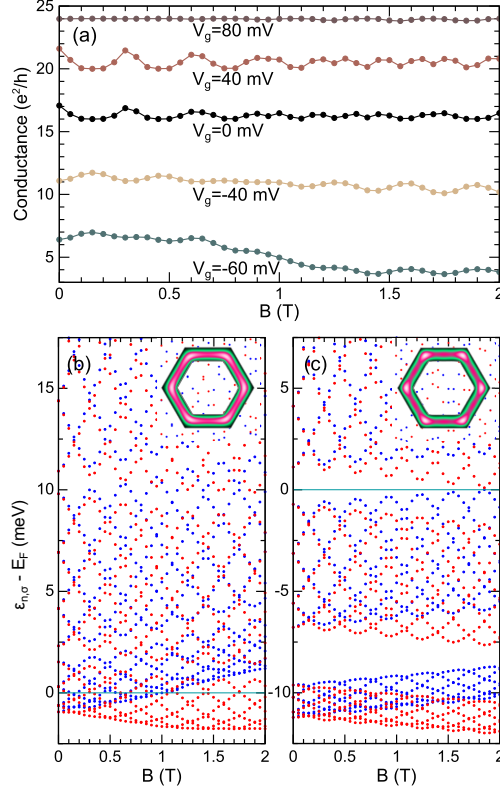 (a)
V_g=80 mV
V_g=40 mV
V_g=0 mV
V_g=-40 mV
V_g=-60 mV
Conductance (e²/h)
25
20
15
10
5
0 0.5 1 1.5 2
B (T)
(b)
(c)
ε_{n,σ} - E_F (meV)
15
10
5
0
5
0
-5
-10
0 0.5 1 1.5 2
B (T)
0 0.5 1 1.5 2
B (T)